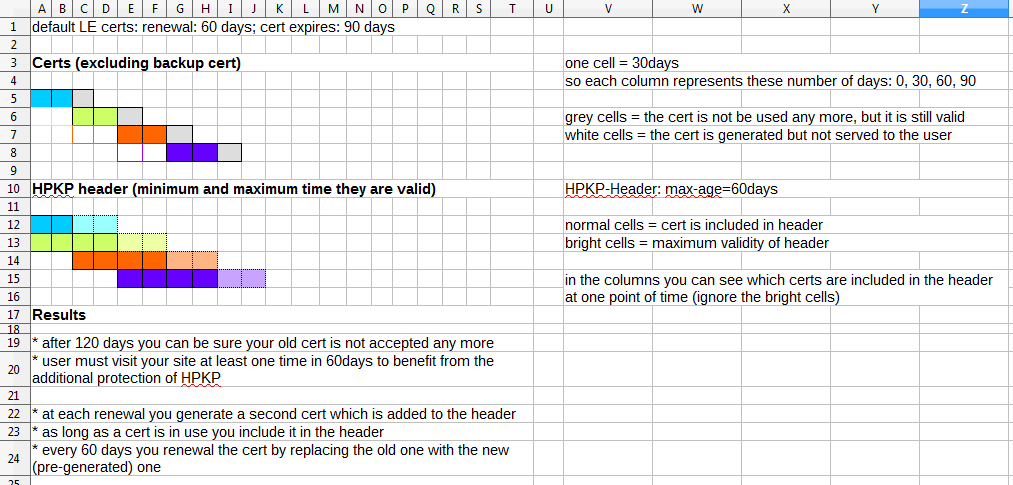 A B C D E F G H I J K L M N O P Q R S T U V W X Y Z
1 default LE certs: renewal: 60 days; cert expires: 90 days
2
3 Certs (excluding backup cert) one cell = 30days
4 so each column represents these number of days: 0, 30, 60, 90
5
6 grey cells = the cert is not be used any more, but it is still valid
7 white cells = the cert is generated but not served to the user
8
9
10 HPKP header (minimum and maximum time they are valid) HPKP-Header: max-age=60days
11
12 normal cells = cert is included in header
13 bright cells = maximum validity of header
14
15 in the columns you can see which certs are included in the header
16 at one point of time (ignore the bright cells)
17 Results
18
19 * after 120 days you can be sure your old cert is not accepted any more
20 * user must visit your site at least one time in 60days to benefit from the
additional protection of HPKP
21
22 * at each renewal you generate a second cert which is added to the header
23 * as long as a cert is in use you include it in the header
24 * every 60 days you renewal the cert by replacing the old one with the new
(pre-generated) one
25